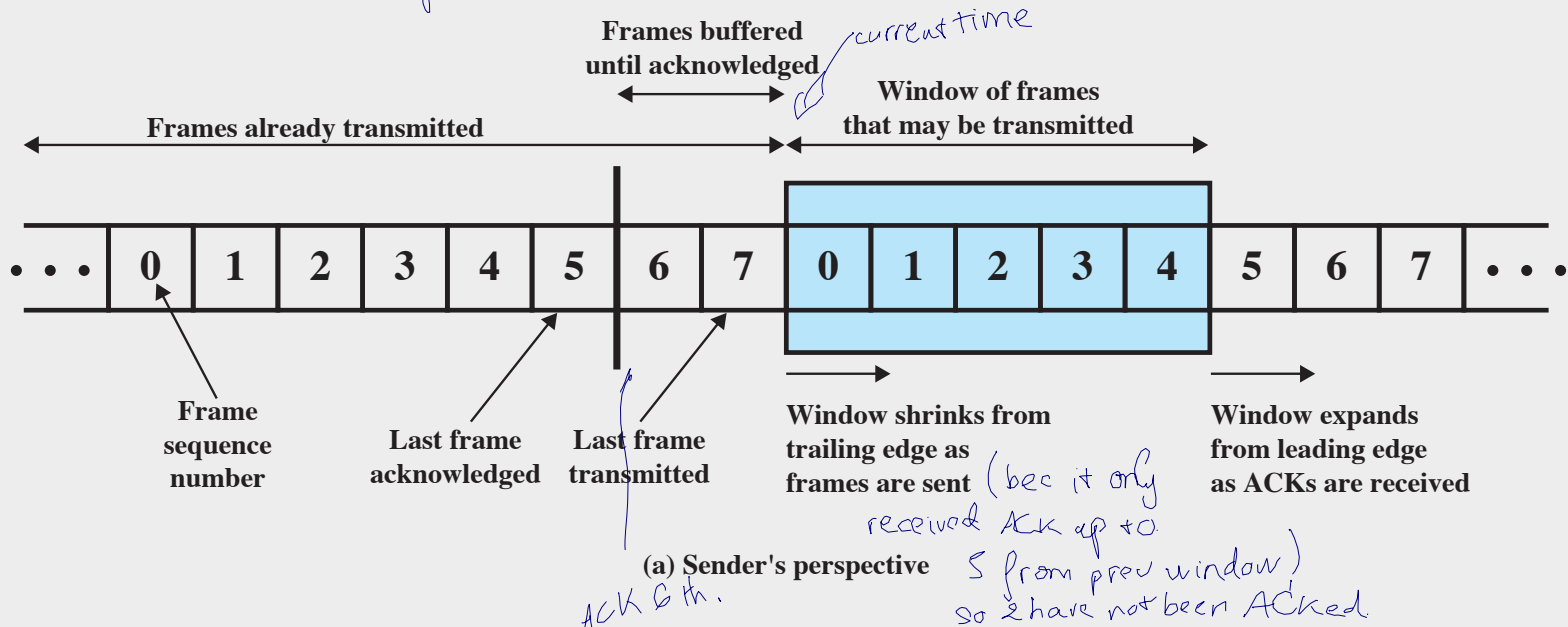 current time
Frames buffered
until acknowledged
Window of frames
that may be transmitted
Frames already transmitted
• • • 0 1 2 3 4 5 6 7 0 1 2 3 4 5 6 7 • • •
Frame
sequence
number
Last frame
acknowledged
Last frame
transmitted
Window shrinks from
trailing edge as
frames are sent (bec it only
received ACK up to
5 from prev window)
so 2 have not been ACked.
Window expands
from leading edge
as ACKs are received
(a) Sender's perspective
ACK 6 th.